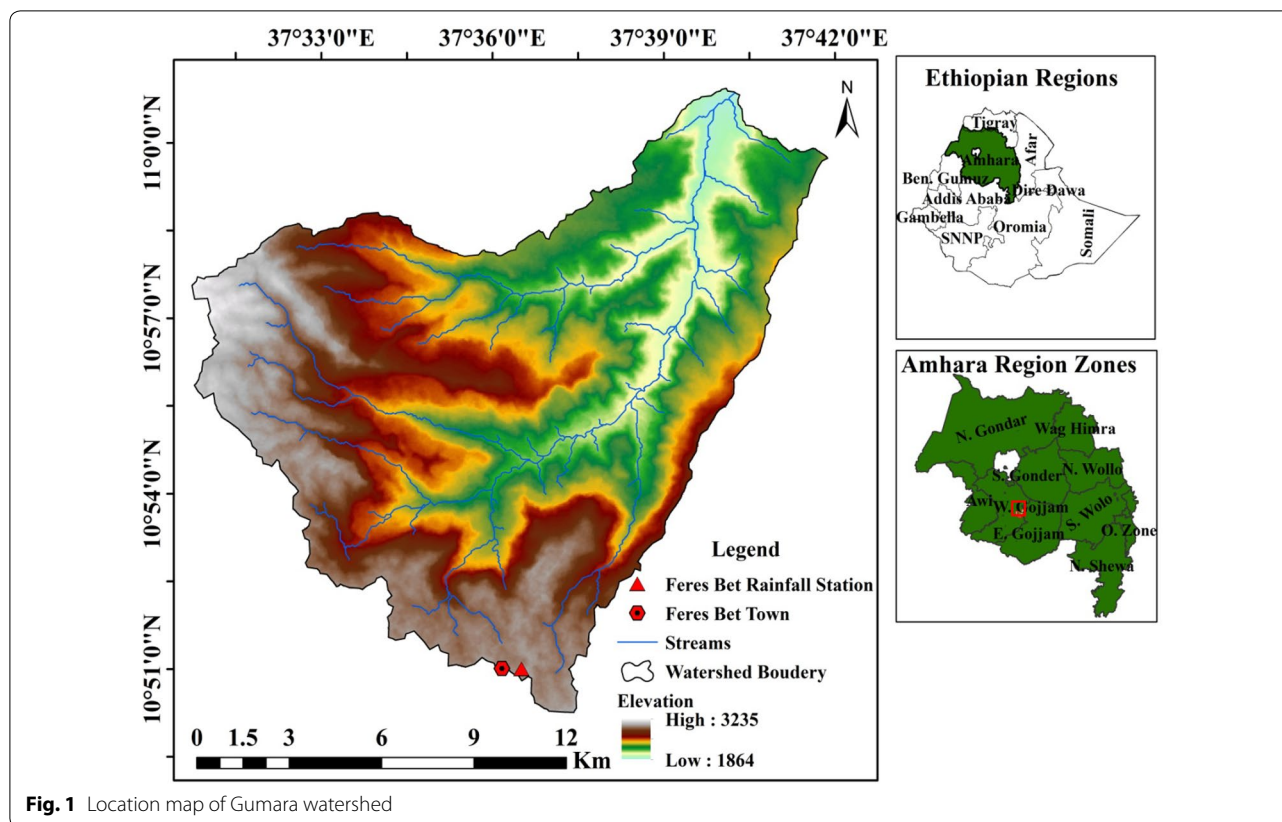 37°33'0"E
37°36'0"E
37°39'0"E
37°42'0"E
11°0'0"N
10°57'0"N
10°54'0"N
10°51'0"N
N
Legend
Feres Bet Rainfall Station
Feres Bet Town
Streams
Watershed Boudery
Elevation
High : 3235
Low : 1864
0 1.5 3 6 9 12
Km
Ethiopian Regions
Tigray
Afar
Amhara
Ben. Gumuz
Dire Dawa
Addis Ababa
Gambella
Oromia
SNNP
Somali
Amhara Region Zones
N. Gondar
Wag Himra
N. Wollo
S. Gonder
Awi
W. Gojjam
S. Wolo
O. Zone
E. Gojjam
N. Shewa
Fig. 1 Location map of Gumara watershed